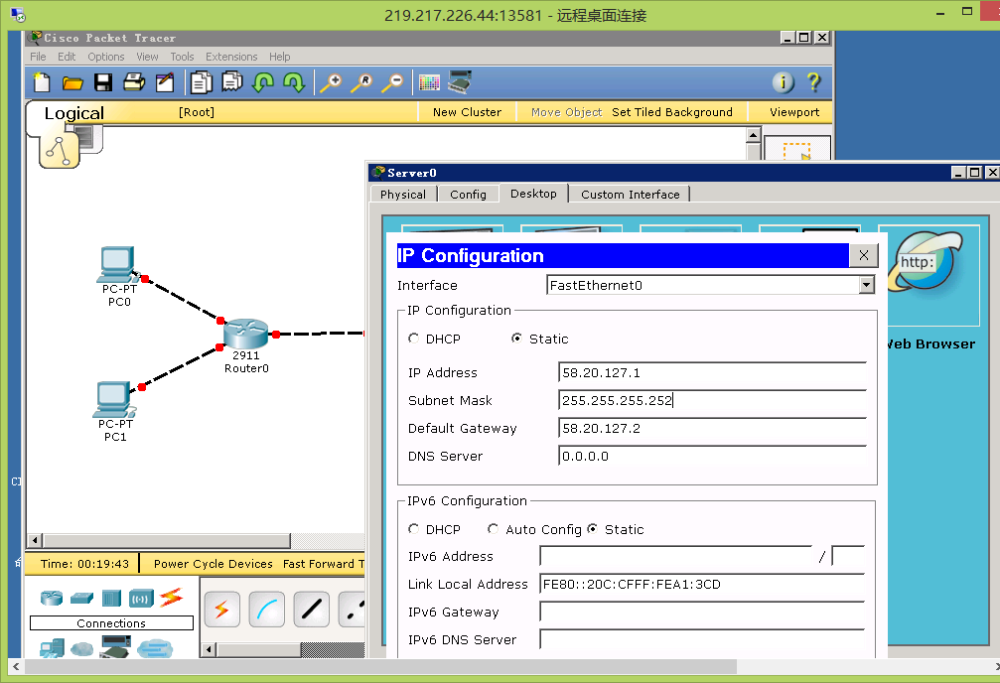 219.217.226.44:13581 - 远程桌面连接
Cisco Packet Tracer
File Edit Options View Tools Extensions Help
Logical
[Root]
New Cluster
Move Object
Set Tiled Background
Viewport
Server0
Physical
Config
Desktop
Custom Interface
http:
Web Browser
IP Configuration
X
Interface
FastEthernet0
IP Configuration
DHCP
Static
IP Address
58.20.127.1
Subnet Mask
255.255.255.252
Default Gateway
58.20.127.2
DNS Server
0.0.0.0
IPv6 Configuration
DHCP
Auto Config
Static
IPv6 Address
/
Link Local Address
FE80::20C:CFFF:FEA1:3CD
IPv6 Gateway
IPv6 DNS Server
PC-PT
PC0
2911
Router0
PC-PT
PC1
Time: 00:19:43
Power Cycle Devices
Fast Forward T
Connections